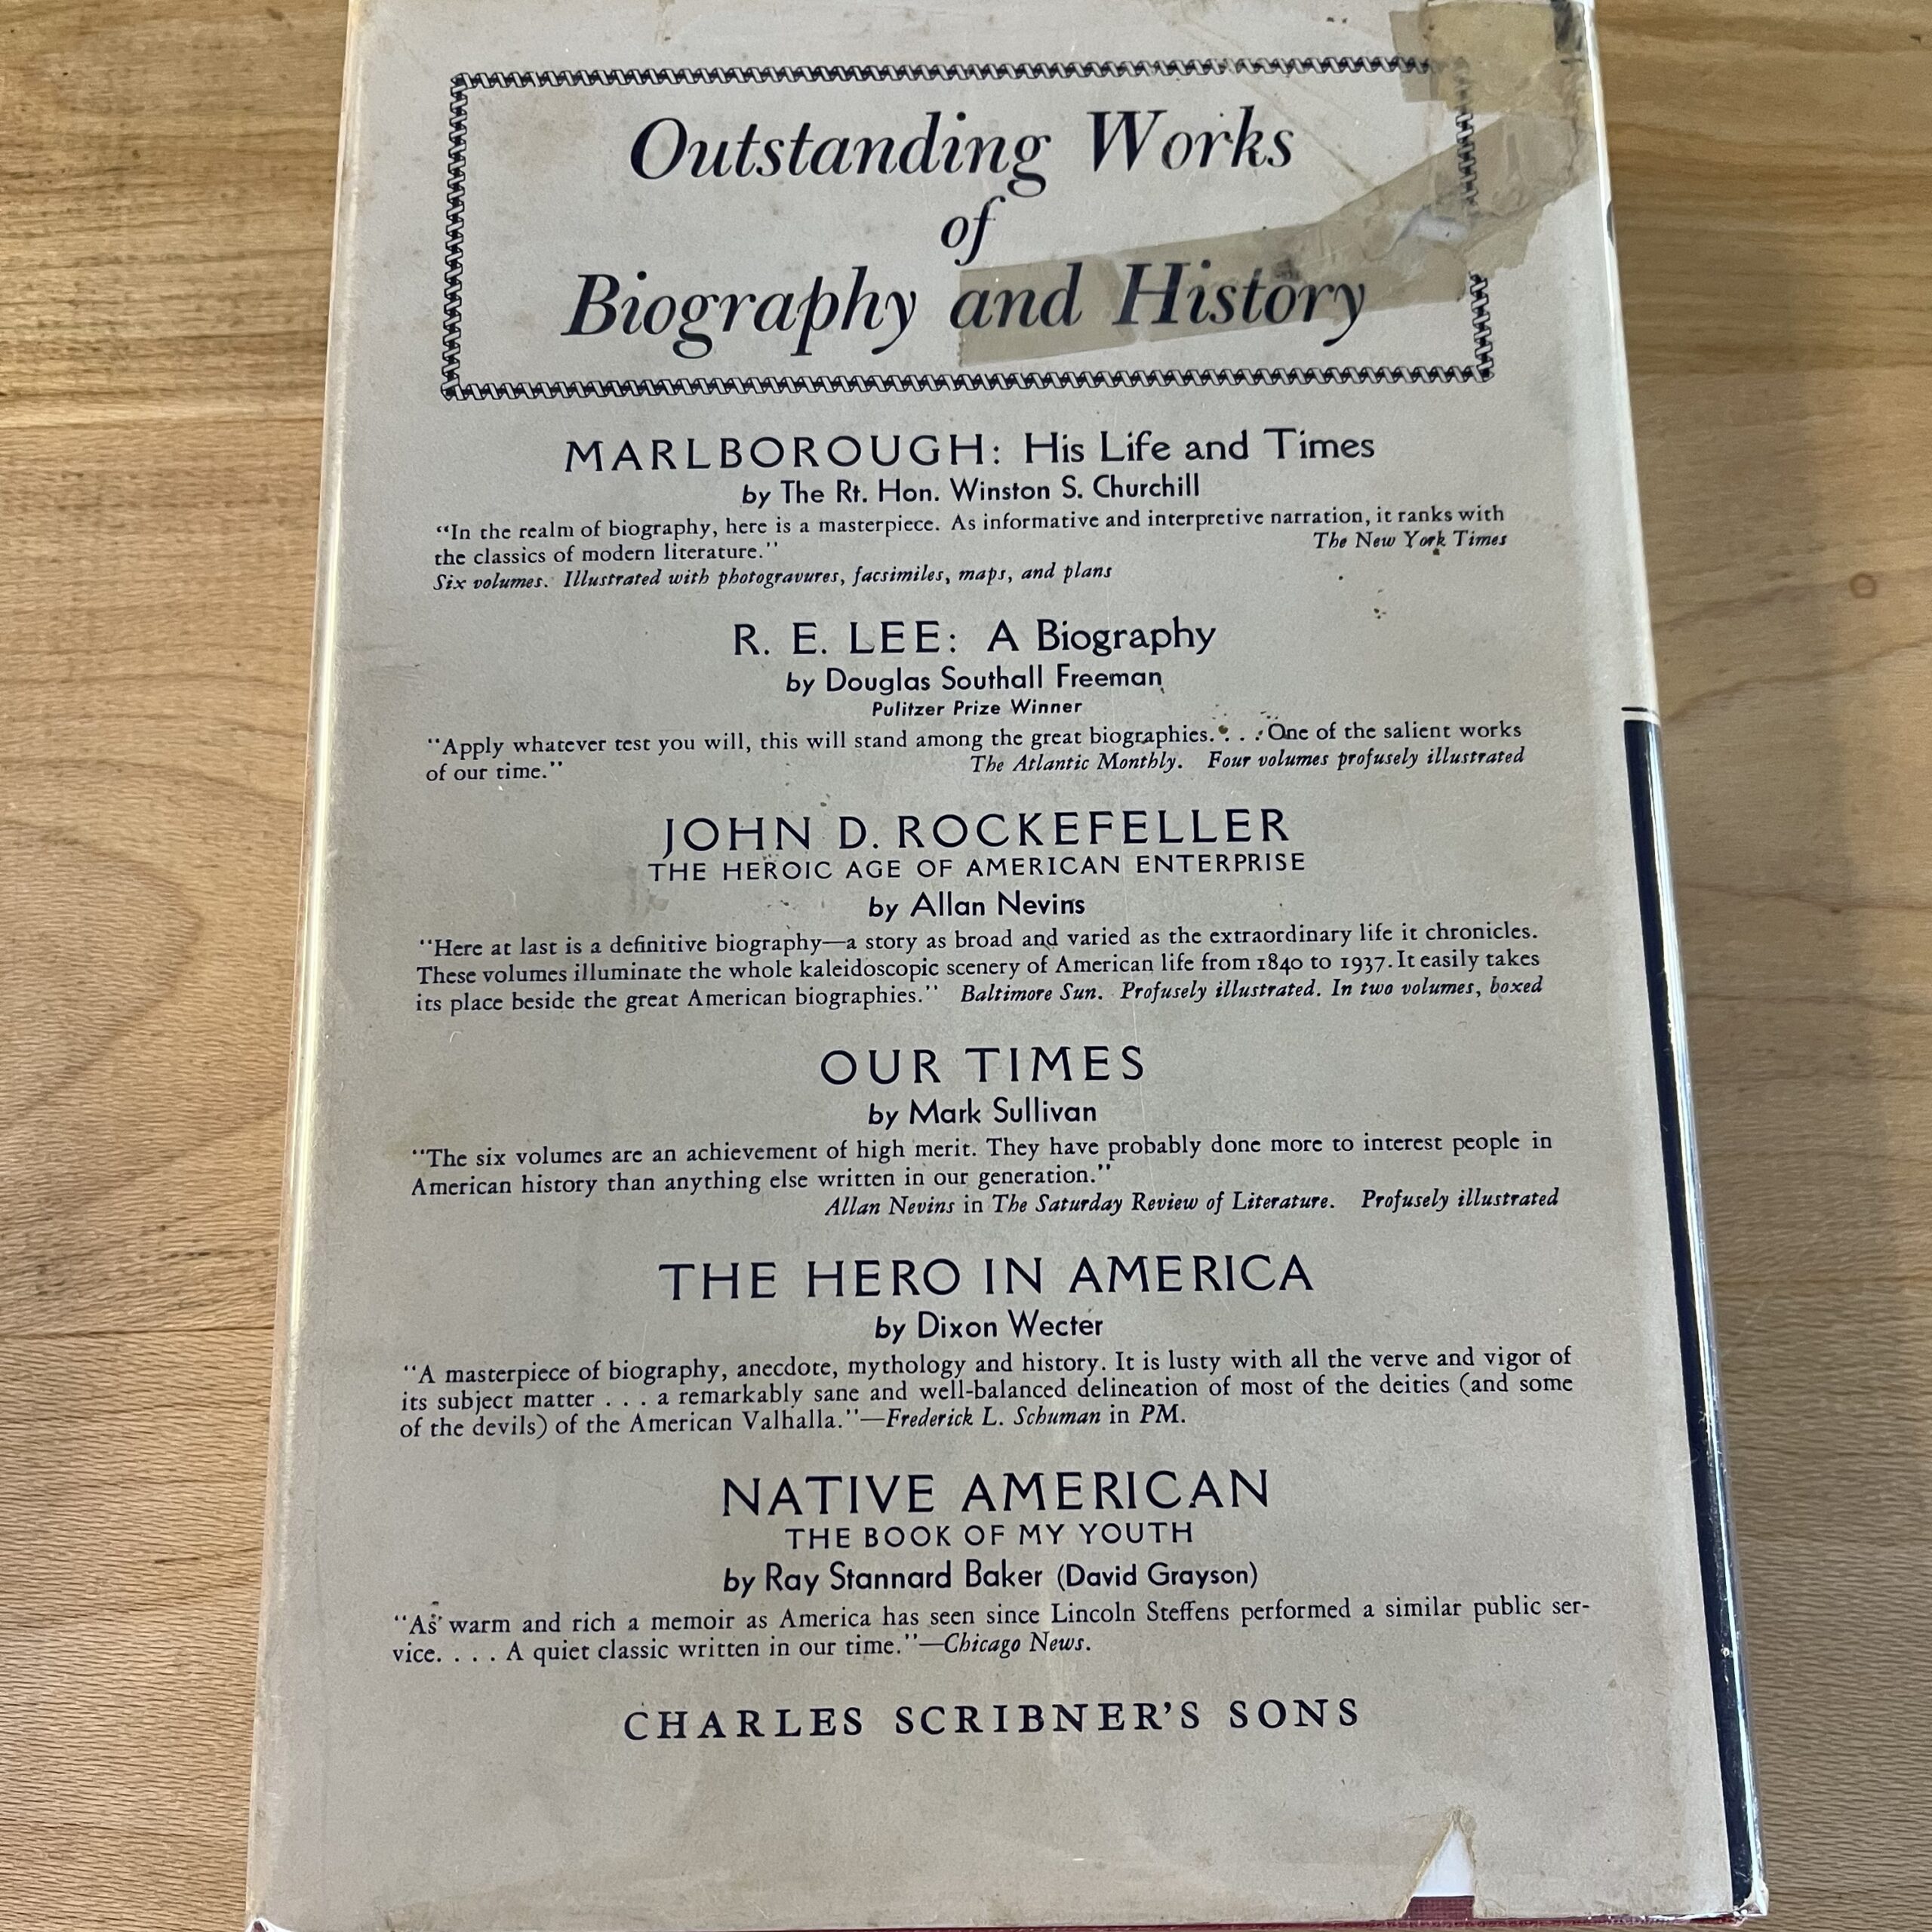 Outstanding Works
of
Biography and History
MARLBOROUGH: His Life and Times
by The Rt. Hon. Winston S. Churchill
“In the realm of biography, here is a masterpiece. As informative and interpretive narration, it ranks with
the classics of modern literature.” The New York Times
Six volumes. Illustrated with photogravures, facsimiles, maps, and plans
R. E. LEE: A Biography
by Douglas Southall Freeman
Pulitzer Prize Winner
“Apply whatever test you will, this will stand among the great biographies. . . . One of the salient works
of our time.” The Atlantic Monthly. Four volumes profusely illustrated
JOHN D. ROCKEFELLER
THE HEROIC AGE OF AMERICAN ENTERPRISE
by Allan Nevins
“Here at last is a definitive biography—a story as broad and varied as the extraordinary life it chronicles.
These volumes illuminate the whole kaleidoscopic scenery of American life from 1840 to 1937. It easily takes
its place beside the great American biographies.” Baltimore Sun. Profusely illustrated. In two volumes, boxed
OUR TIMES
by Mark Sullivan
“The six volumes are an achievement of high merit. They have probably done more to interest people in
American history than anything else written in our generation.”
Allan Nevins in The Saturday Review of Literature. Profusely illustrated
THE HERO IN AMERICA
by Dixon Wecter
“A masterpiece of biography, anecdote, mythology and history. It is lusty with all the verve and vigor of
its subject matter . . . a remarkably sane and well-balanced delineation of most of the deities (and some
of the devils) of the American Valhalla.”—Frederick L. Schuman in PM.
NATIVE AMERICAN
THE BOOK OF MY YOUTH
by Ray Stannard Baker (David Grayson)
“As warm and rich a memoir as America has seen since Lincoln Steffens performed a similar public ser-
vice. . . . A quiet classic written in our time.”—Chicago News.
CHARLES SCRIBNER’S SONS